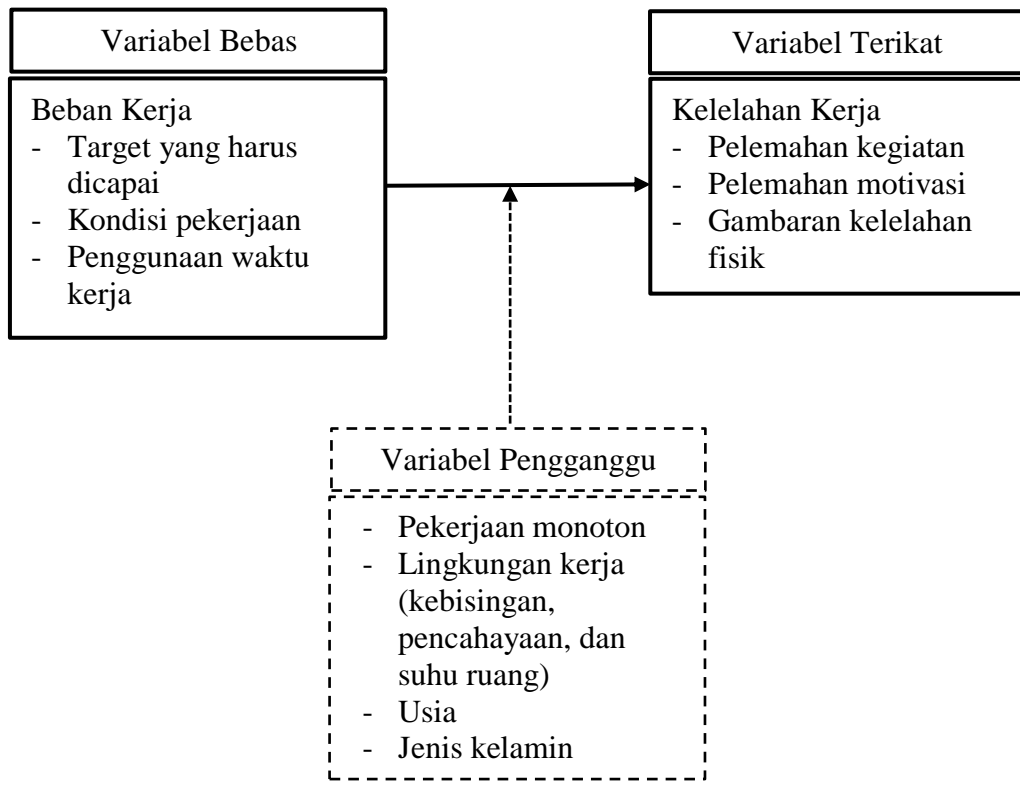 Variabel Bebas
Beban Kerja
- Target yang harus
dicapai
- Kondisi pekerjaan
- Penggunaan waktu
kerja
Variabel Terikat
Kelelahan Kerja
- Pelemahan kegiatan
- Pelemahan motivasi
- Gambaran kelelahan
fisik
Variabel Pengganggu
- Pekerjaan monoton
- Lingkungan kerja
(kebisingan,
pencahayaan, dan
suhu ruang)
- Usia
- Jenis kelamin